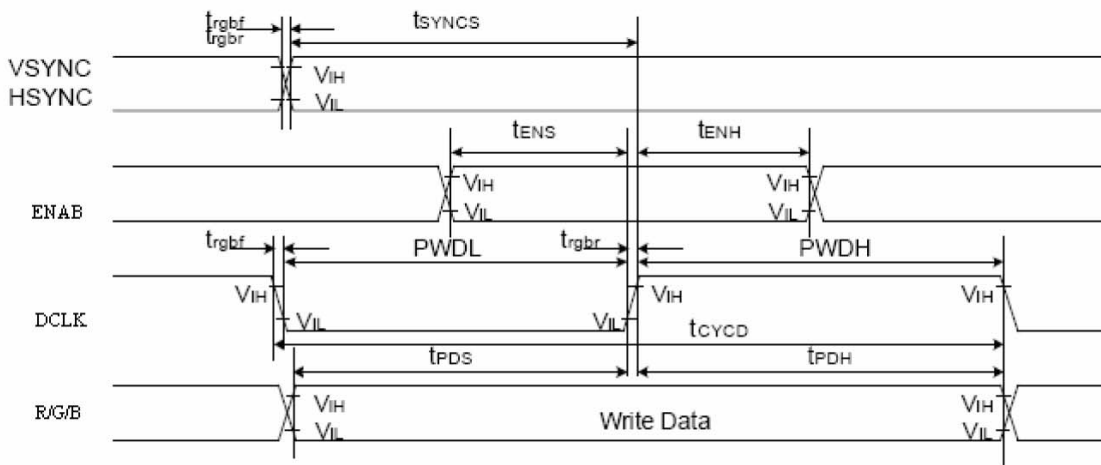 trgbf
trgbr
tSYNCS
VSYNC
HSYNC
VIH
VIL
tENS
tENH
ENAB
VIH
VIL
VIH
VIL
trgbf
PWDL
trgbr
PWDH
DCLK
VIH
VIL
VIL
VIH
VIH
tCYCD
tPDS
tPDH
R/G/B
VIH
VIL
Write Data
VIH
VIL